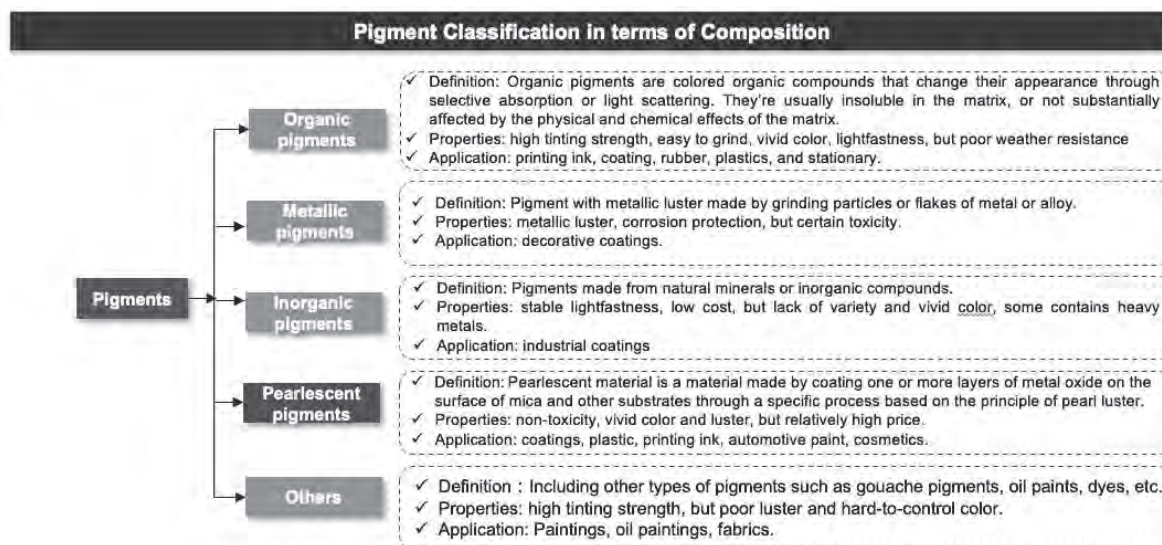 Pigment Classification in terms of Composition
Pigments
Organic
pigments
✓ Definition: Organic pigments are colored organic compounds that change their appearance through
selective absorption or light scattering. They're usually insoluble in the matrix, or not substantially
affected by the physical and chemical effects of the matrix.
✓ Properties: high tinting strength, easy to grind, vivid color, lightfastness, but poor weather resistance
✓ Application: printing ink, coating, rubber, plastics, and stationary.
Metallic
pigments
✓ Definition: Pigment with metallic luster made by grinding particles or flakes of metal or alloy.
✓ Properties: metallic luster, corrosion protection, but certain toxicity.
✓ Application: decorative coatings.
Inorganic
pigments
✓ Definition: Pigments made from natural minerals or inorganic compounds.
✓ Properties: stable lightfastness, low cost, but lack of variety and vivid color, some contains heavy
metals.
✓ Application: industrial coatings
Pearlescent
pigments
✓ Definition: Pearlescent material is a material made by coating one or more layers of metal oxide on the
surface of mica and other substrates through a specific process based on the principle of pearl luster.
✓ Properties: non-toxicity, vivid color and luster, but relatively high price.
✓ Application: coatings, plastic, printing ink, automotive paint, cosmetics.
Others
✓ Definition : Including other types of pigments such as gouache pigments, oil paints, dyes, etc.
✓ Properties: high tinting strength, but poor luster and hard-to-control color.
✓ Application: Paintings, oil paintings, fabrics.